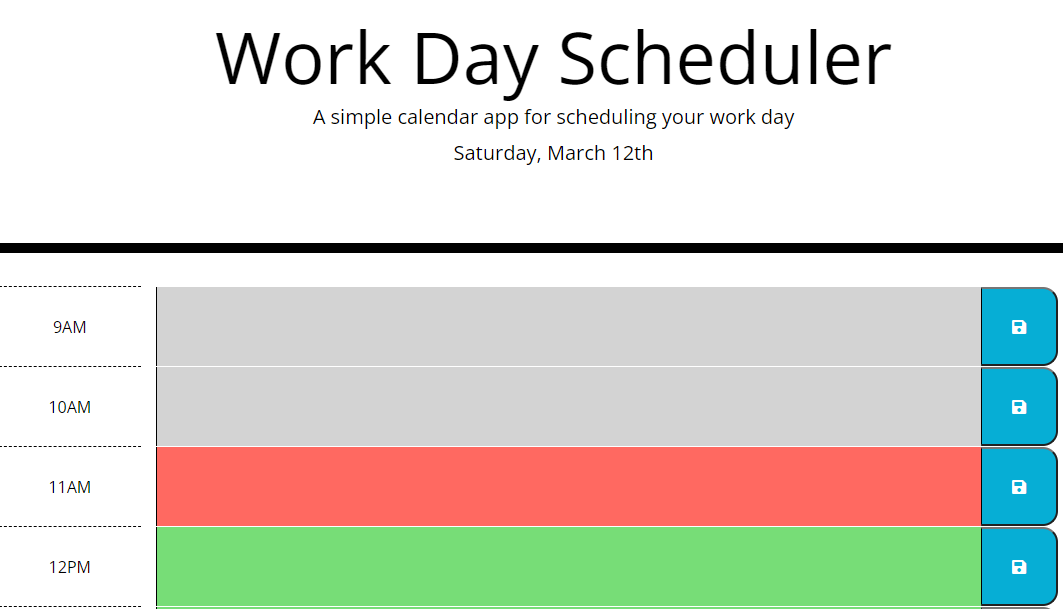 Work Day Scheduler
A simple calendar app for scheduling your work day
Saturday, March 12th
9AM
10AM
11AM
12PM